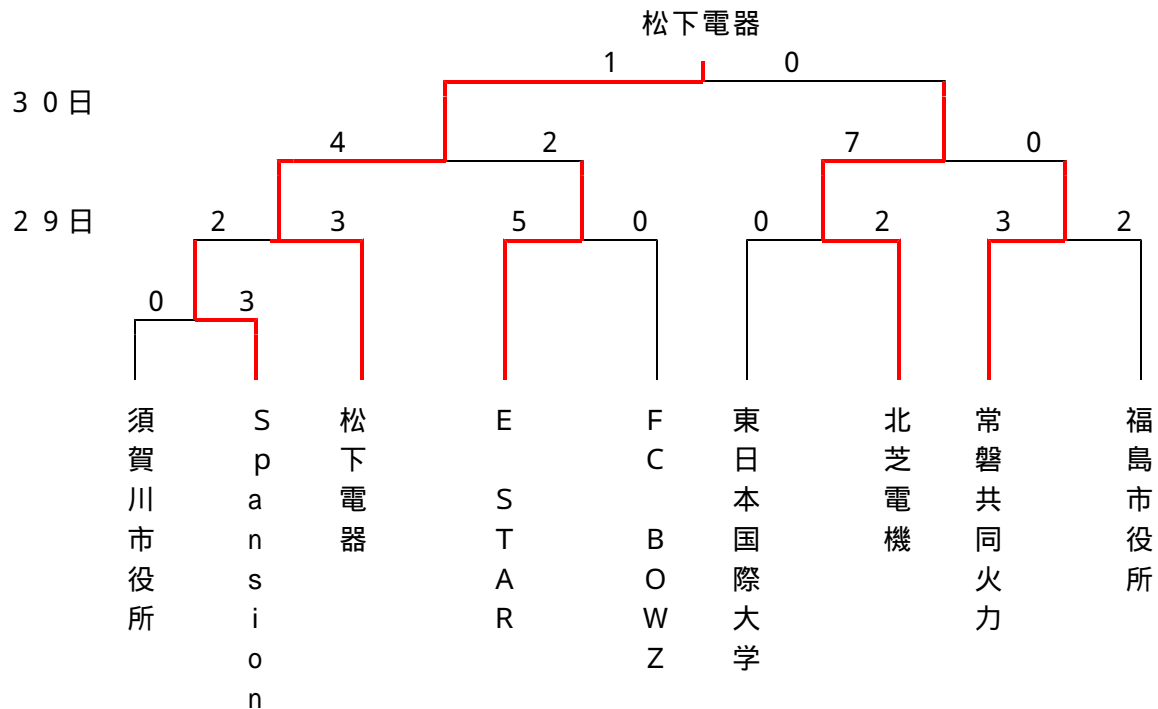 松下電器
1 0
３０日
4 2 7 0
２９日
2 3 5 0 0 2 3 2
0 3
須賀川市役所
Ｓｐａｎｓｉｏｎ
松下電器
Ｅ　ＳＴＡＲ
ＦＣ　ＢＯＷＺ
東日本国際大学
北芝電機
常磐共同火力
福島市役所